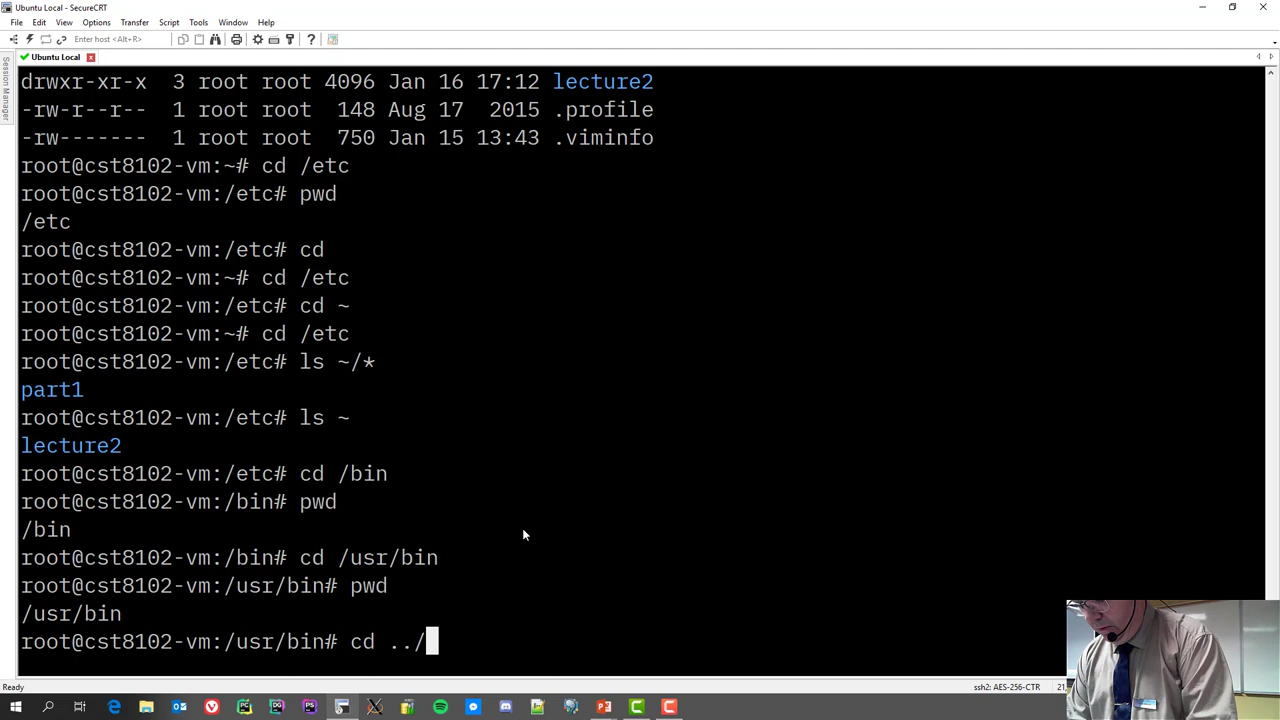 Ubuntu Local - SecureCRT
File Edit View Options Transfer Script Tools Window Help
Enter host <Alt+R>
Ubuntu Local
Session Manager
drwxr-xr-x  3 root root 4096 Jan 16 17:12 lecture2
-rw-r--r--  1 root root  148 Aug 17  2015 .profile
-rw-------  1 root root  750 Jan 15 13:43 .viminfo
root@cst8102-vm:~# cd /etc
root@cst8102-vm:/etc# pwd
/etc
root@cst8102-vm:/etc# cd
root@cst8102-vm:~# cd /etc
root@cst8102-vm:/etc# cd ~
root@cst8102-vm:~# cd /etc
root@cst8102-vm:/etc# ls ~/*
part1
root@cst8102-vm:/etc# ls ~
lecture2
root@cst8102-vm:/etc# cd /bin
root@cst8102-vm:/bin# pwd
/bin
root@cst8102-vm:/bin# cd /usr/bin
root@cst8102-vm:/usr/bin# pwd
/usr/bin
root@cst8102-vm:/usr/bin# cd ../
Ready
ssh2: AES-256-CTR
21,